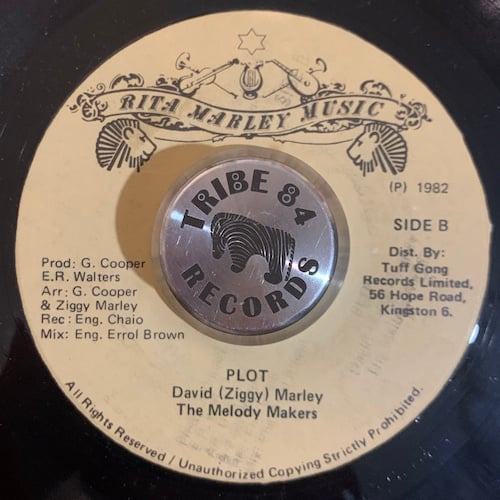 RITA MARLEY MUSIC
(P) 1982
SIDE B
TRIBE 84
RECORDS
Prod: G. Cooper
E.R. Walters
Arr: G. Cooper
& Ziggy Marley
Rec: Eng. Chaio
Mix: Eng. Errol Brown
Dist. By:
Tuff Gong
Records Limited,
56 Hope Road,
Kingston 6.
PLOT
David (Ziggy) Marley
The Melody Makers
All Rights Reserved / Unauthorized Copying Strictly Prohibited.